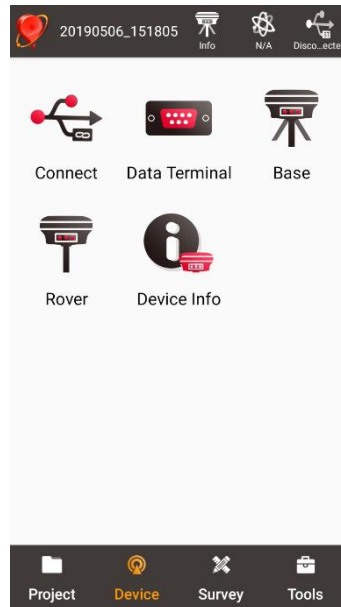 20190506_151805
Info
N/A
Disco...ecte
Connect
Data Terminal
Base
Rover
Device Info
Project
Device
Survey
Tools